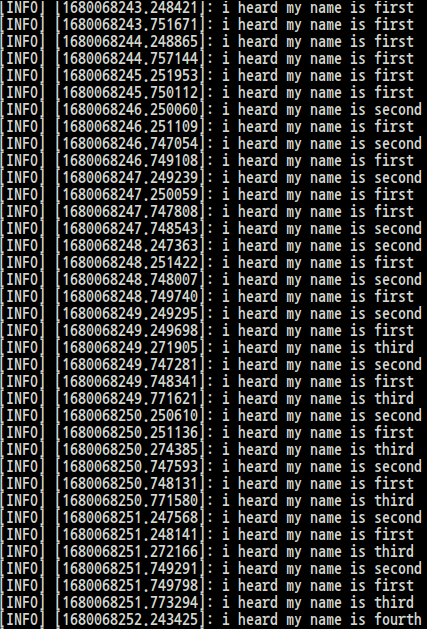 [INFO] [1680068243.248421]: i heard my name is first
[INFO] [1680068243.751671]: i heard my name is first
[INFO] [1680068244.248865]: i heard my name is first
[INFO] [1680068244.757144]: i heard my name is first
[INFO] [1680068245.251953]: i heard my name is first
[INFO] [1680068245.750112]: i heard my name is first
[INFO] [1680068246.250060]: i heard my name is second
[INFO] [1680068246.251109]: i heard my name is first
[INFO] [1680068246.747054]: i heard my name is second
[INFO] [1680068246.749108]: i heard my name is first
[INFO] [1680068247.249239]: i heard my name is second
[INFO] [1680068247.250059]: i heard my name is first
[INFO] [1680068247.747808]: i heard my name is first
[INFO] [1680068247.748543]: i heard my name is second
[INFO] [1680068248.247363]: i heard my name is second
[INFO] [1680068248.251422]: i heard my name is first
[INFO] [1680068248.748007]: i heard my name is second
[INFO] [1680068248.749740]: i heard my name is first
[INFO] [1680068249.249295]: i heard my name is second
[INFO] [1680068249.249698]: i heard my name is first
[INFO] [1680068249.271905]: i heard my name is third
[INFO] [1680068249.747281]: i heard my name is second
[INFO] [1680068249.748341]: i heard my name is first
[INFO] [1680068249.771621]: i heard my name is third
[INFO] [1680068250.250610]: i heard my name is second
[INFO] [1680068250.251136]: i heard my name is first
[INFO] [1680068250.274385]: i heard my name is third
[INFO] [1680068250.747593]: i heard my name is second
[INFO] [1680068250.748131]: i heard my name is first
[INFO] [1680068250.771580]: i heard my name is third
[INFO] [1680068251.247568]: i heard my name is second
[INFO] [1680068251.248141]: i heard my name is first
[INFO] [1680068251.272166]: i heard my name is third
[INFO] [1680068251.749291]: i heard my name is second
[INFO] [1680068251.749798]: i heard my name is first
[INFO] [1680068251.773294]: i heard my name is third
[INFO] [1680068252.243425]: i heard my name is fourth